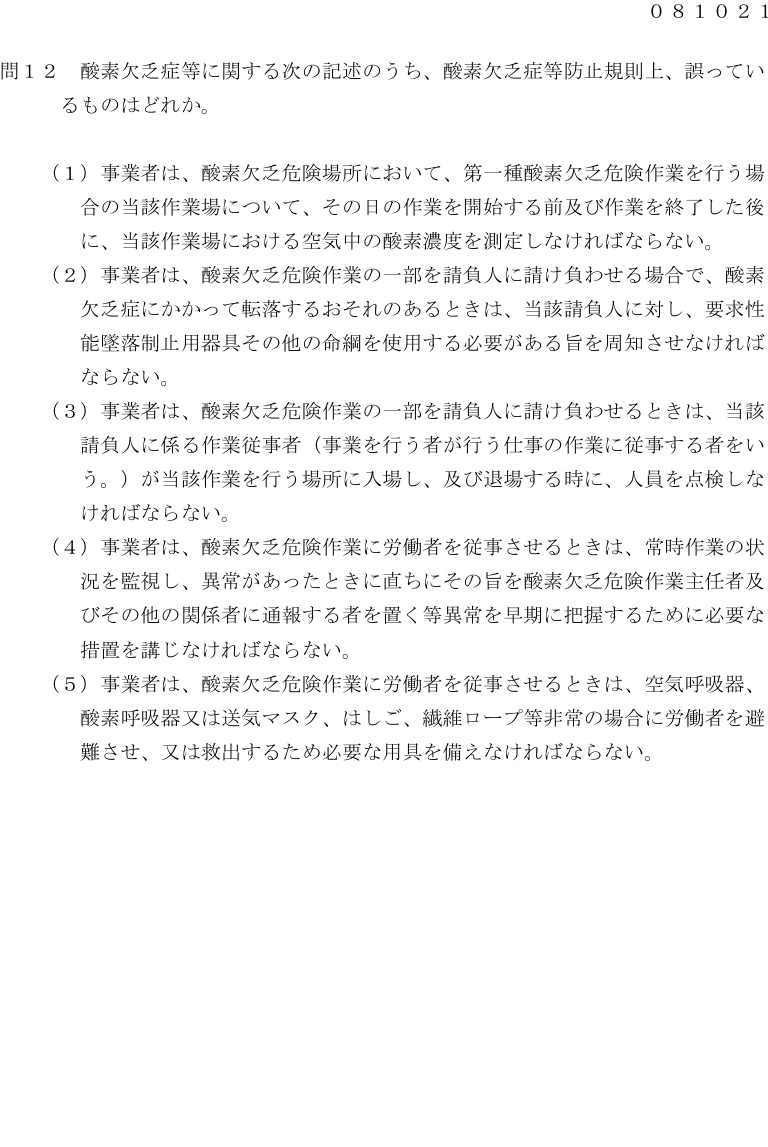 ０８１０２１
問１２　酸素欠乏症等に関する次の記述のうち、酸素欠乏症等防止規則上、誤ってい
るものはどれか。
（１）事業者は、酸素欠乏危険場所において、第一種酸素欠乏危険作業を行う場
合の当該作業場について、その日の作業を開始する前及び作業を終了した後
に、当該作業場における空気中の酸素濃度を測定しなければならない。
（２）事業者は、酸素欠乏危険作業の一部を請負人に請け負わせる場合で、酸素
欠乏症にかかって転落するおそれのあるときは、当該請負人に対し、要求性
能墜落制止用器具その他の命綱を使用する必要がある旨を周知させなければ
ならない。
（３）事業者は、酸素欠乏危険作業の一部を請負人に請け負わせるときは、当該
請負人に係る作業従事者（事業を行う者が行う仕事の作業に従事する者をい
う。）が当該作業を行う場所に入場し、及び退場する時に、人員を点検しな
ければならない。
（４）事業者は、酸素欠乏危険作業に労働者を従事させるときは、常時作業の状
況を監視し、異常があったときに直ちにその旨を酸素欠乏危険作業主任者及
びその他の関係者に通報する者を置く等異常を早期に把握するために必要な
措置を講じなければならない。
（５）事業者は、酸素欠乏危険作業に労働者を従事させるときは、空気呼吸器、
酸素呼吸器又は送気マスク、はしご、繊維ロープ等非常の場合に労働者を避
難させ、又は救出するため必要な用具を備えなければならない。